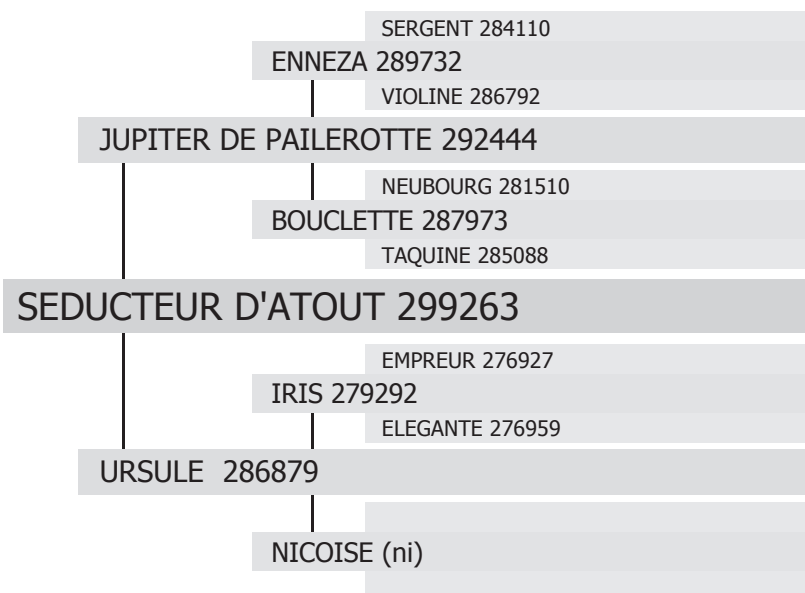 SERGENT 284110
ENNEZA 289732
VIOLINE 286792
JUPITER DE PAILEROTTE 292444
NEUBOURG 281510
BOUCLETTE 287973
TAQUINE 285088
SEDUCTEUR D'ATOUT 299263
EMPREUR 276927
IRIS 279292
ELEGANTE 276959
URSULE 286879
NICOISE (ni)